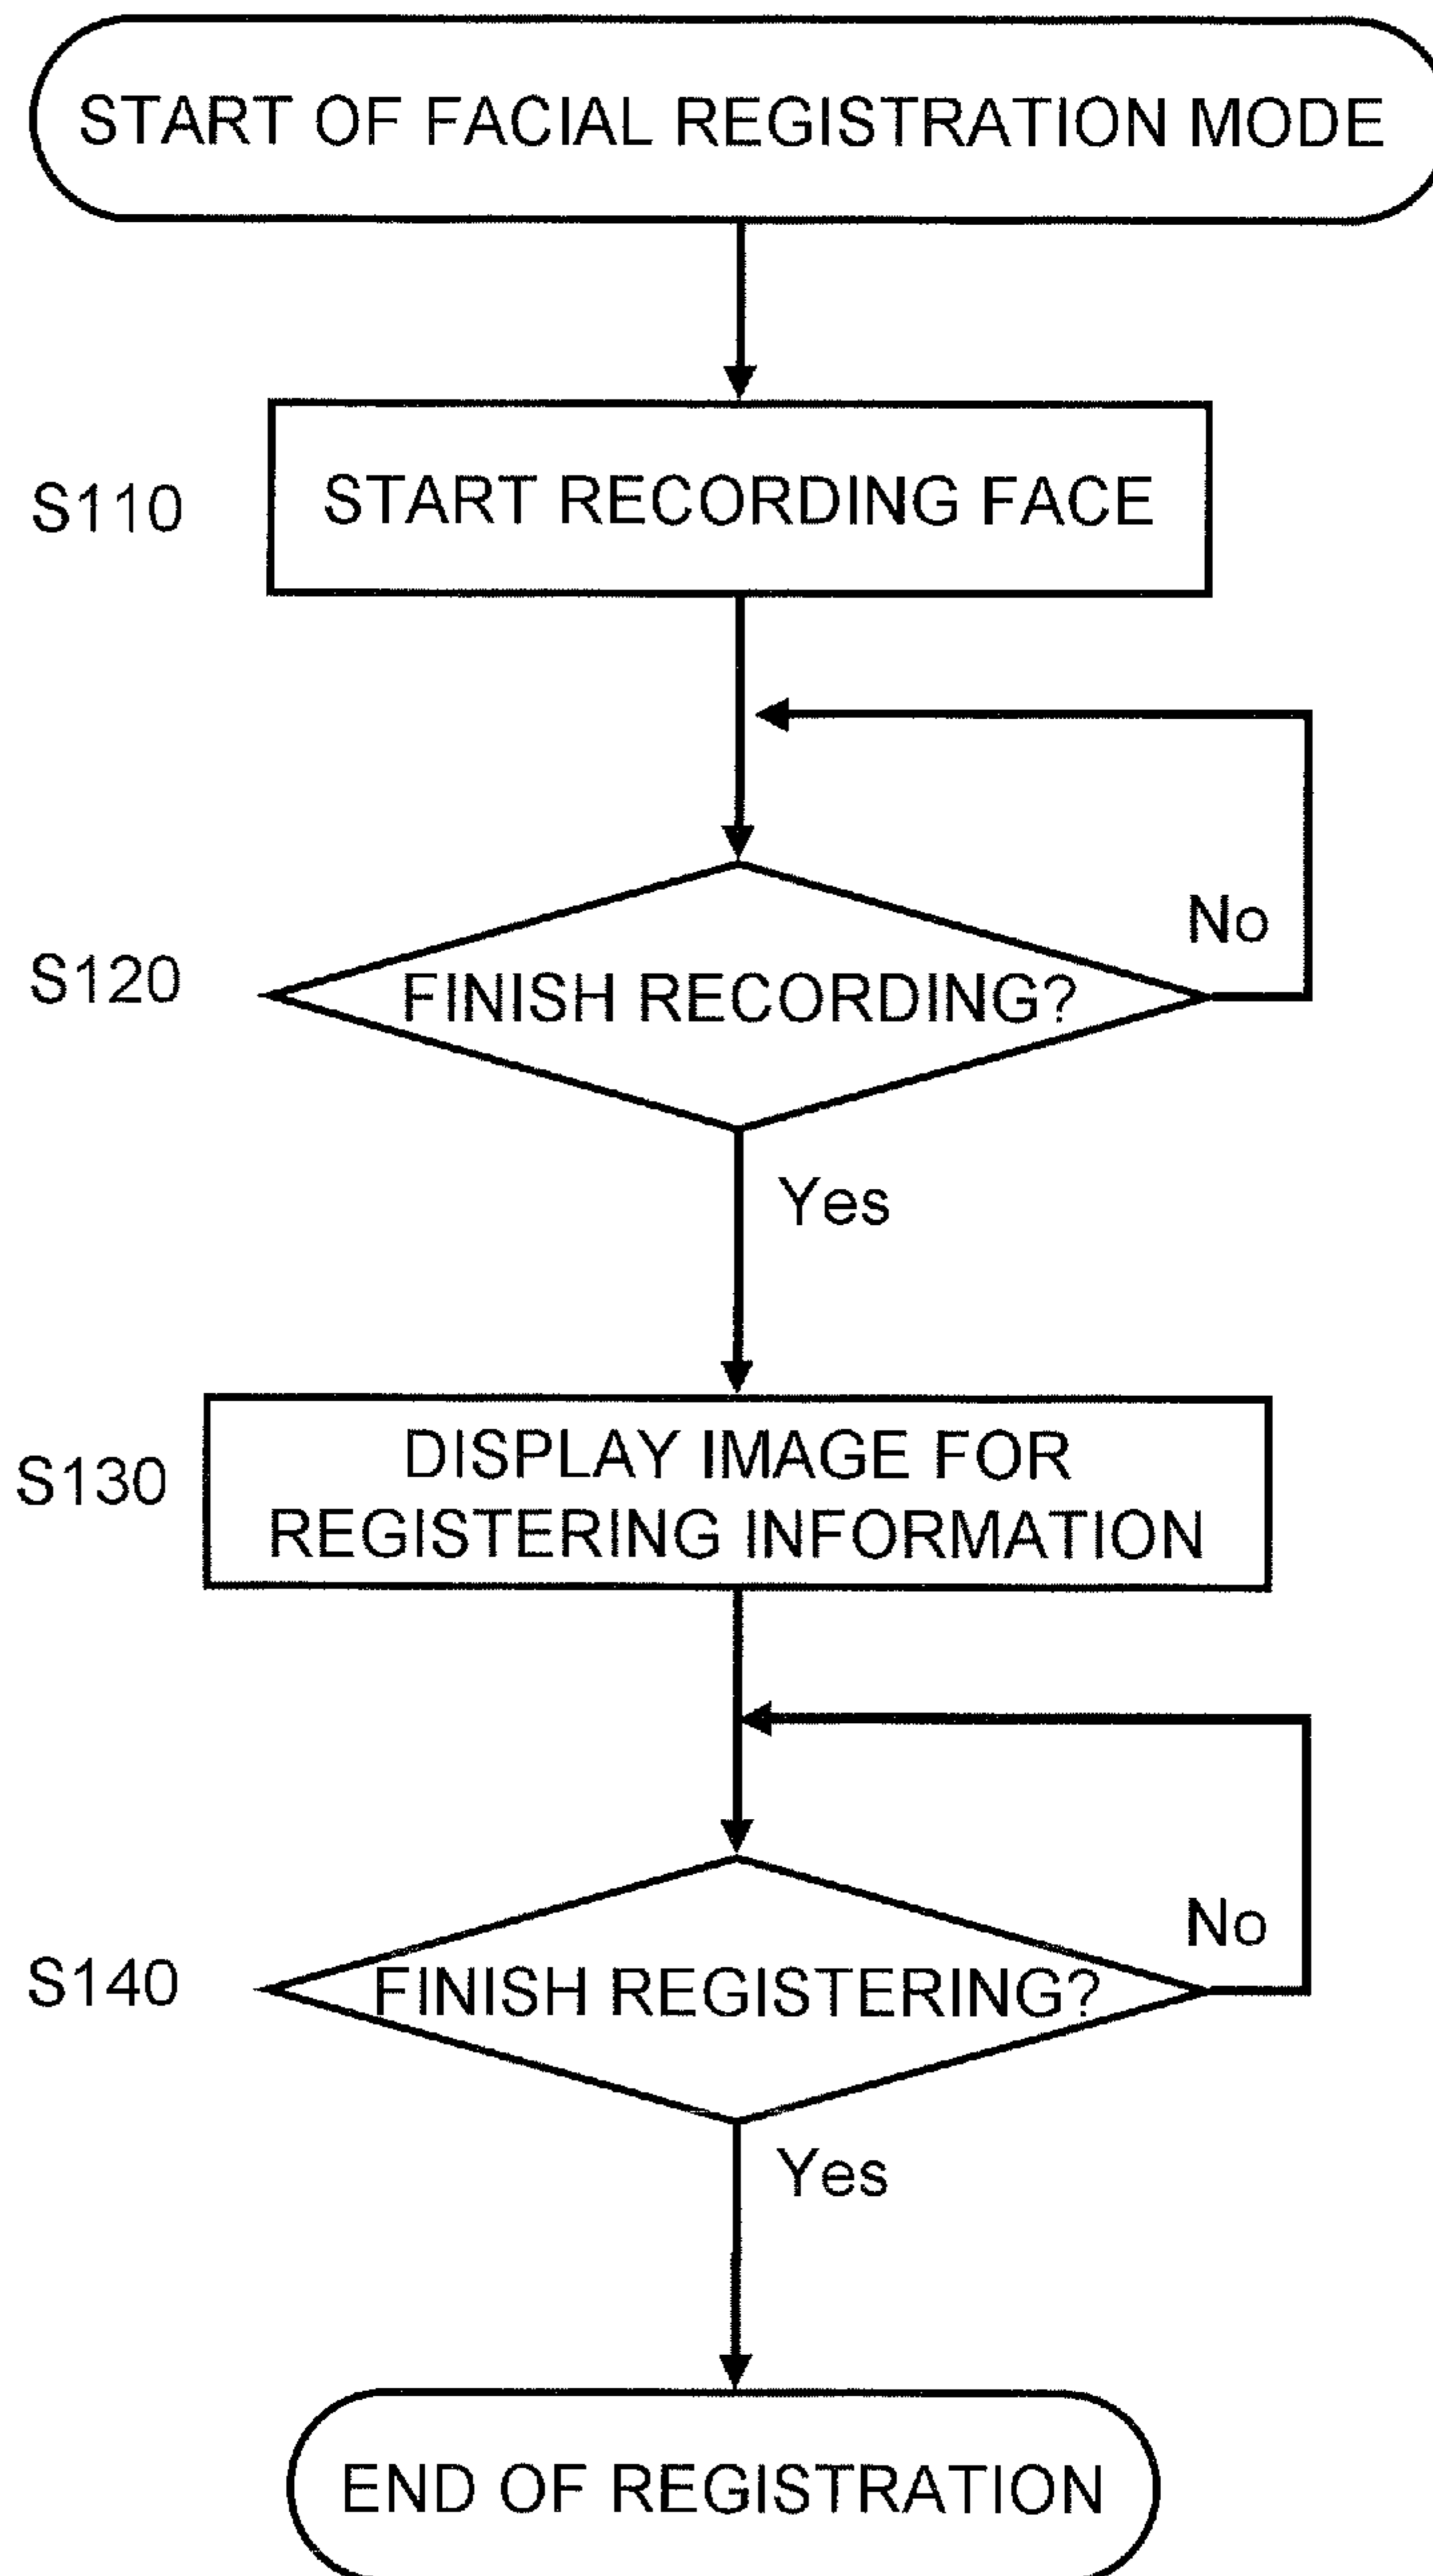 START OF FACIAL REGISTRATION MODE
S110
START RECORDING FACE
No
S120
FINISH RECORDING?
Yes
S130
DISPLAY IMAGE FOR
REGISTERING INFORMATION
No
S140
FINISH REGISTERING?
Yes
END OF REGISTRATION